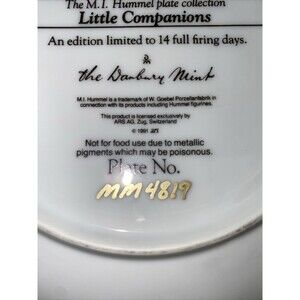 The M.I. Hummel plate collection
Little Companions
An edition limited to 14 full firing days.
The Danbury Mint
M.I. Hummel is a trademark of W. Goebel Porzellanfabrik in
connection with its products including Hummel figurines.
This product is licensed exclusively by
ARS AG, Zug, Switzerland
© 1991
Not for food use due to metallic
pigments which may be poisonous.
Plate No.
MM4819